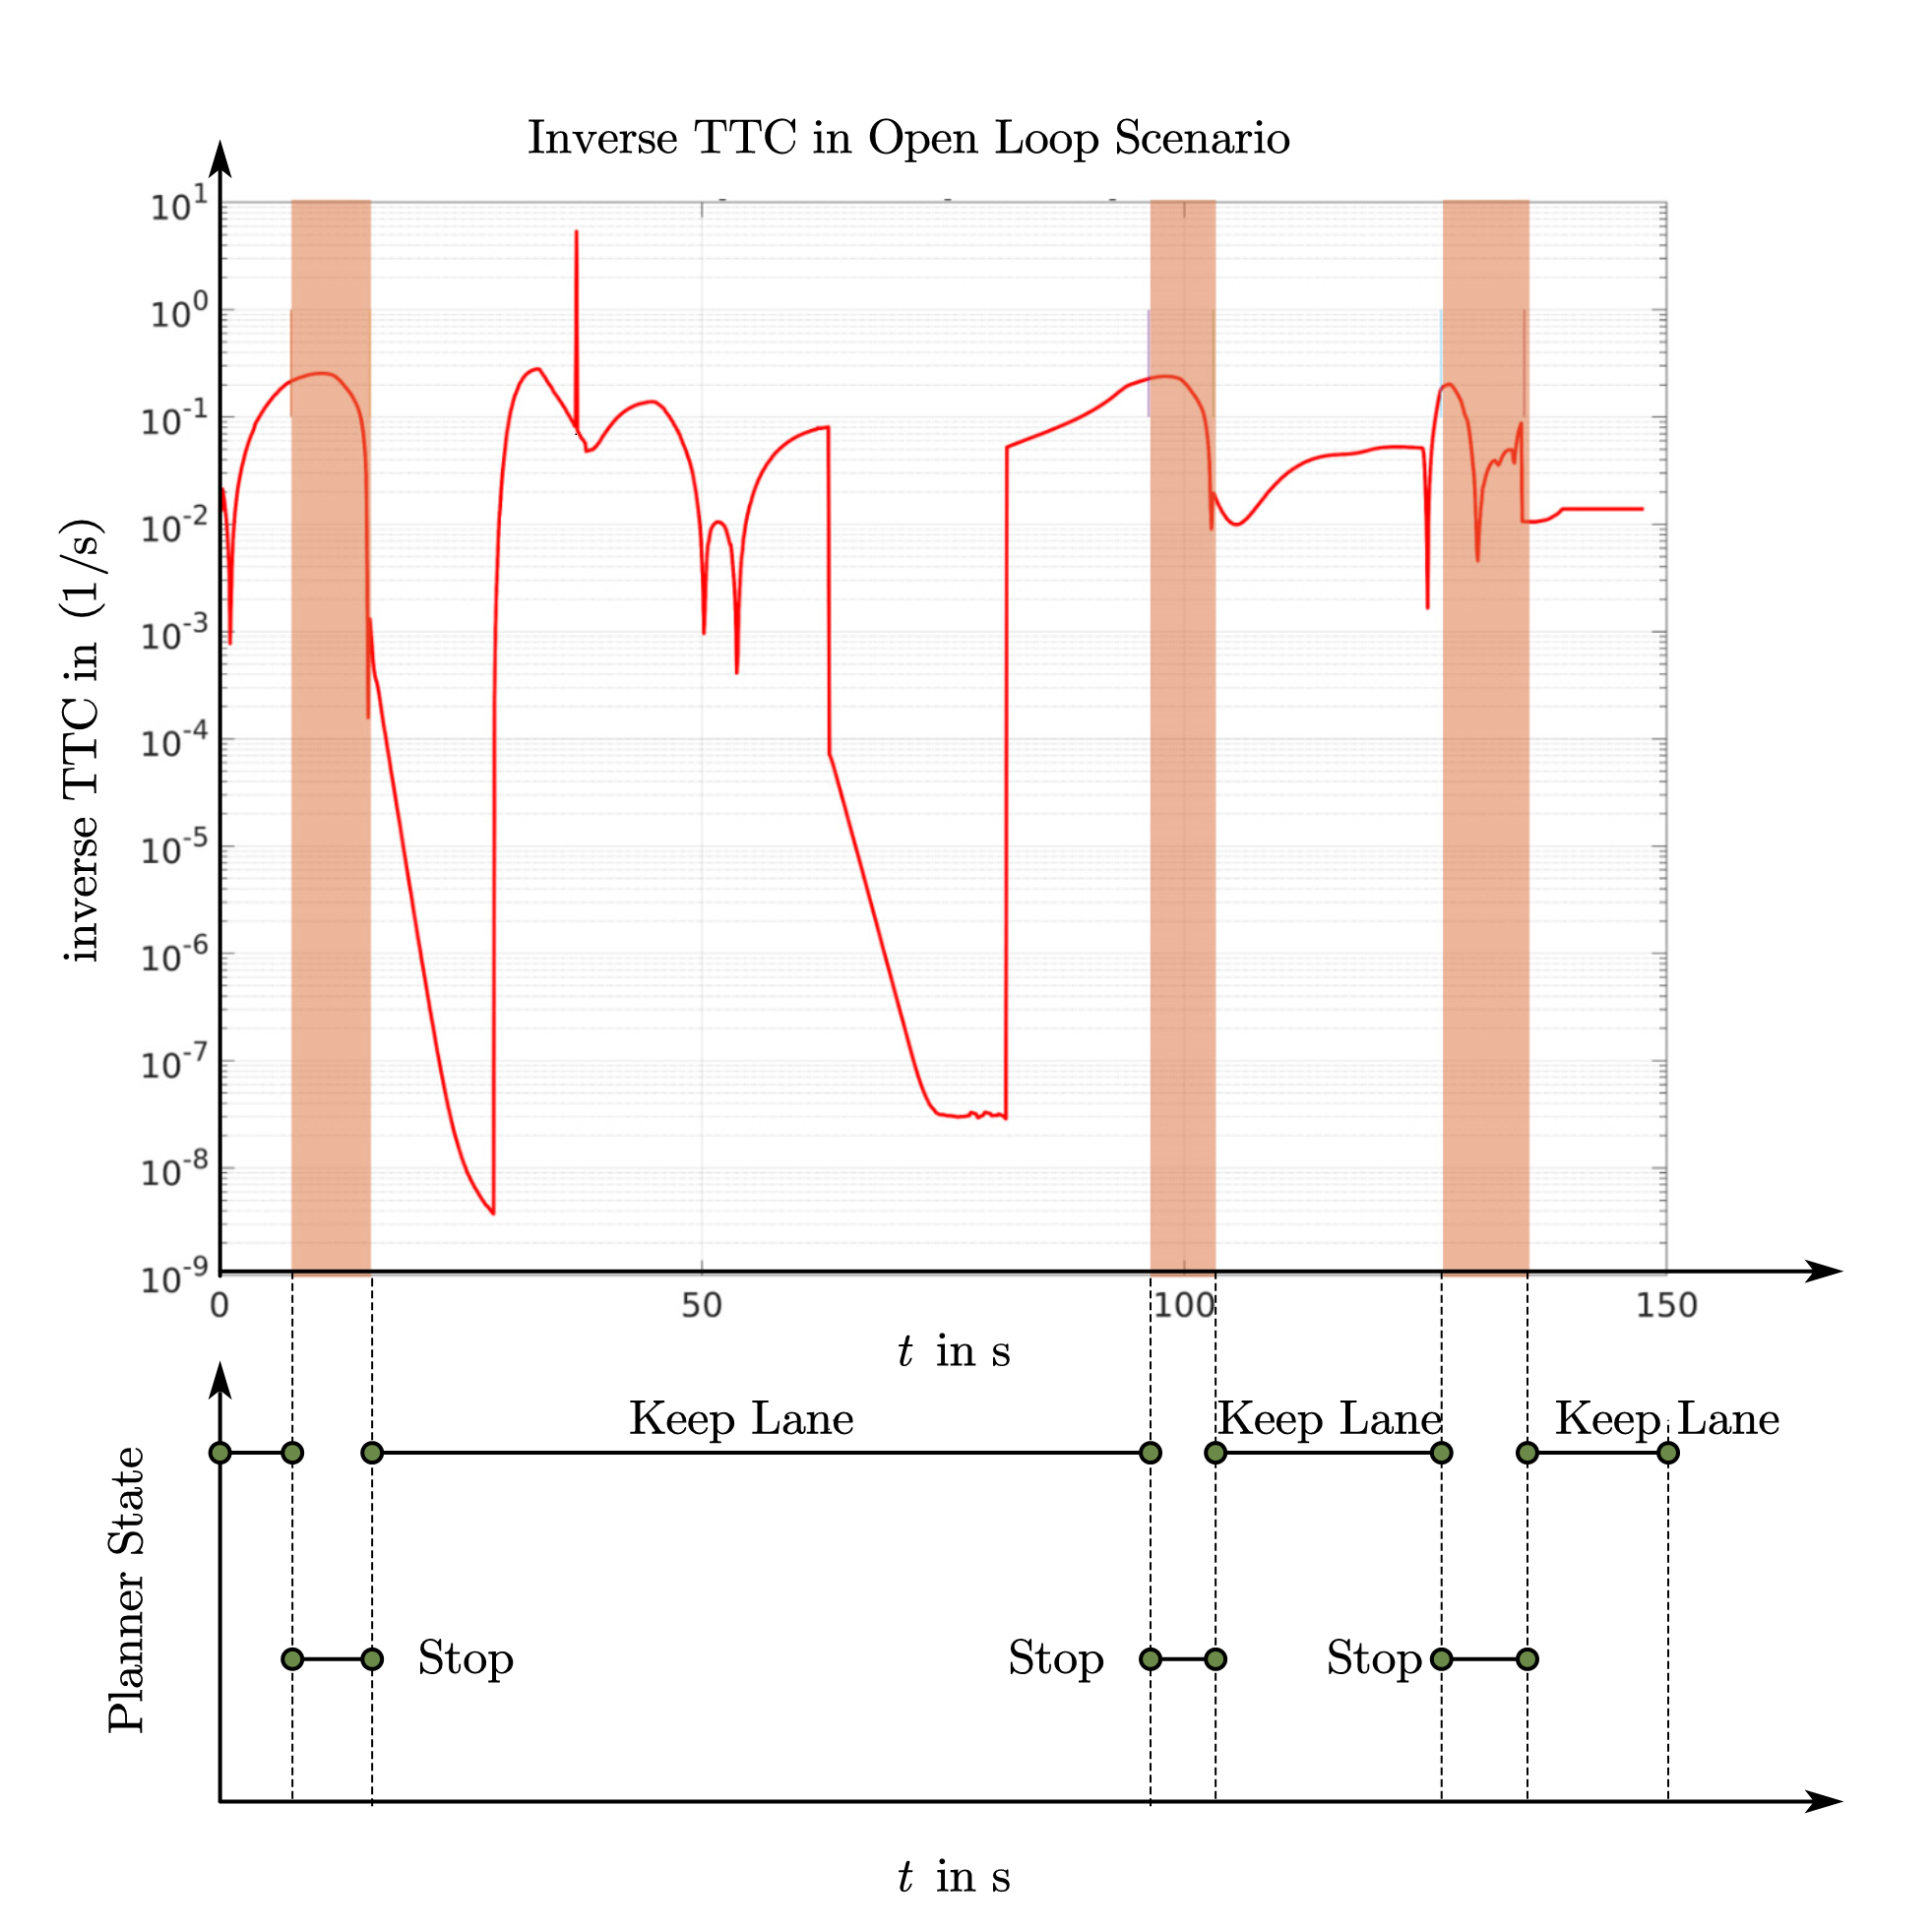 Inverse TTC in Open Loop Scenario
10^1
10^0
10^-1
10^-2
10^-3
10^-4
10^-5
10^-6
10^-7
10^-8
10^-9
inverse TTC in (1/s)
0 50 100 150
t in s
Keep Lane Keep Lane Keep Lane
Planner State
Stop Stop Stop
t in s